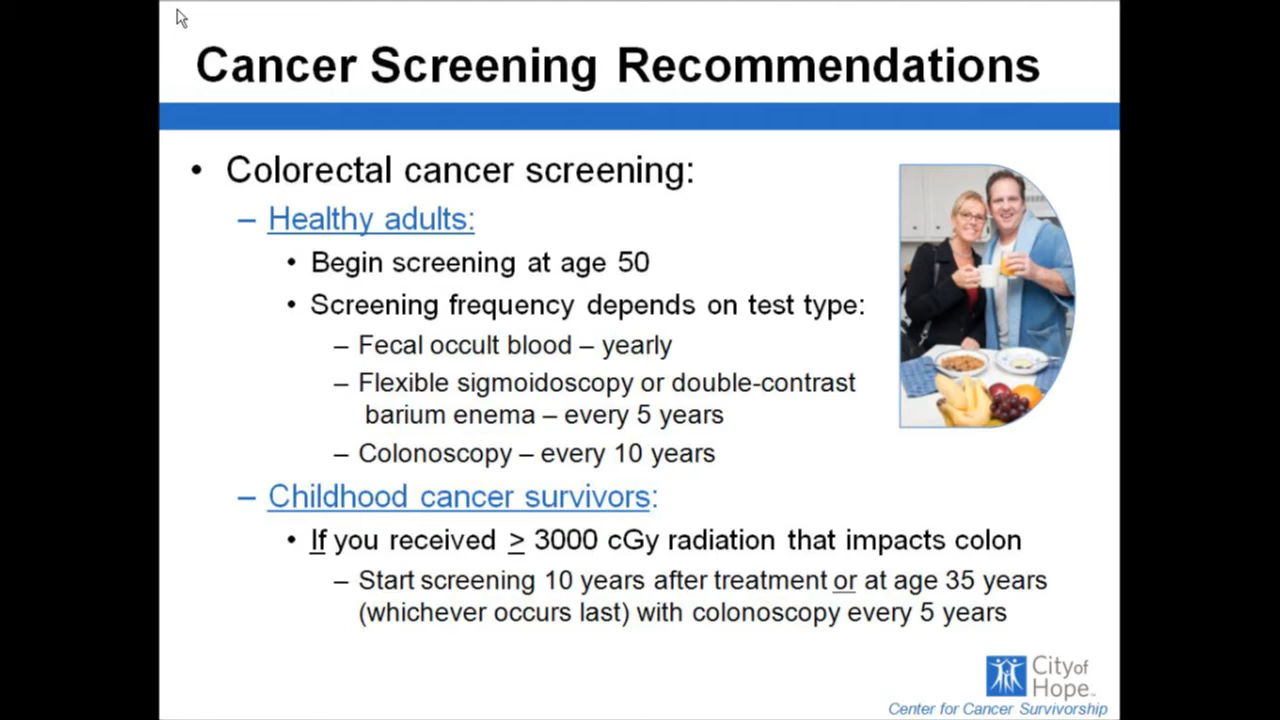 Cancer Screening Recommendations
• Colorectal cancer screening:
– Healthy adults:
• Begin screening at age 50
• Screening frequency depends on test type:
– Fecal occult blood – yearly
– Flexible sigmoidoscopy or double-contrast
barium enema – every 5 years
– Colonoscopy – every 10 years
– Childhood cancer survivors:
• If you received ≥ 3000 cGy radiation that impacts colon
– Start screening 10 years after treatment or at age 35 years
(whichever occurs last) with colonoscopy every 5 years
City of
Hope™
Center for Cancer Survivorship